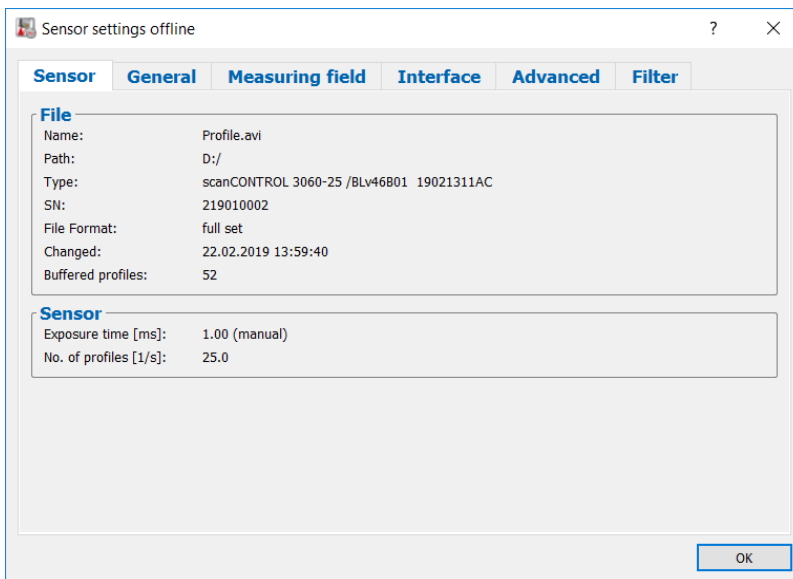 Sensor settings offline ?
Sensor General Measuring field Interface Advanced Filter
File
Name: Profile.avi
Path: D:/
Type: scanCONTROL 3060-25 /BLv46B01 19021311AC
SN: 219010002
File Format: full set
Changed: 22.02.2019 13:59:40
Buffered profiles: 52
Sensor
Exposure time [ms]: 1.00 (manual)
No. of profiles [1/s]: 25.0
OK